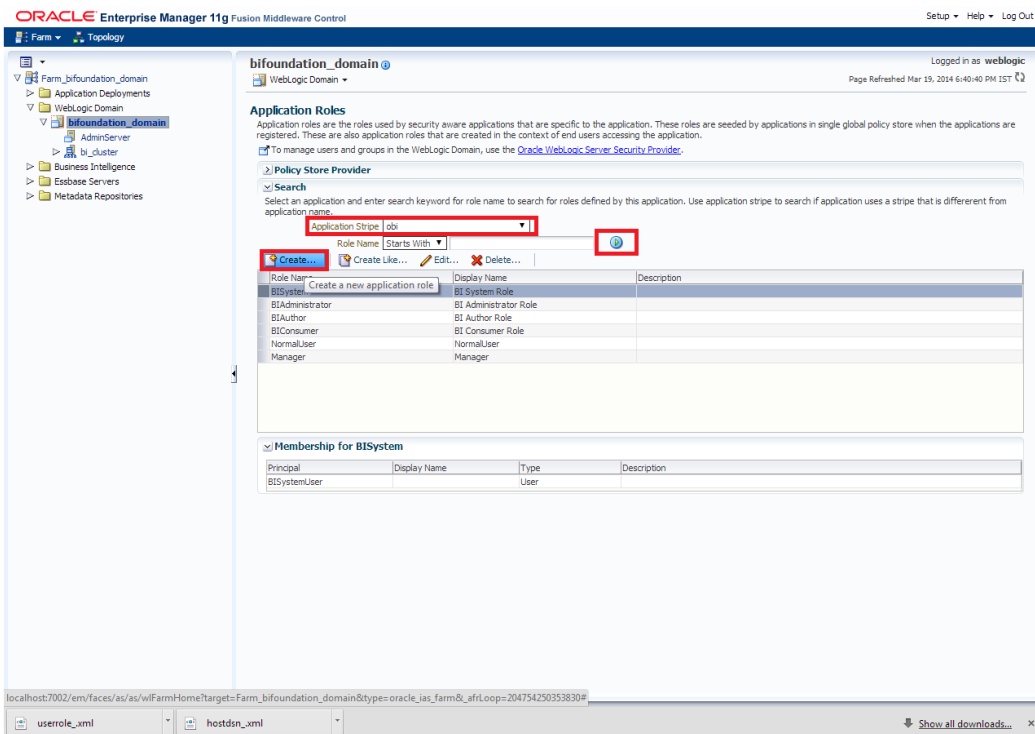 ORACLE Enterprise Manager 11g Fusion Middleware Control
Setup Help Log Out
Farm Topology
Farm_bifoundation_domain
Application Deployments
WebLogic Domain
bifoundation_domain
AdminServer
bi_cluster
Business Intelligence
Essbase Servers
Metadata Repositories
bifoundation_domain
Logged in as weblogic
WebLogic Domain
Page Refreshed Mar 19, 2014 6:40:40 PM IST
Application Roles
Application roles are the roles used by security aware applications that are specific to the application. These roles are seeded by applications in single global policy store when the applications are
registered. These are also application roles that are created in the context of end users accessing the application.
To manage users and groups in the WebLogic Domain, use the Oracle WebLogic Server Security Provider.
Policy Store Provider
Search
Select an application and enter search keyword for role name to search for roles defined by this application. Use application stripe to search if application uses a stripe that is differerent from
application name.
Application Stripe obi
Role Name Starts With
Create... Create Like... Edit... Delete...
Role Name Display Name Description
Create a new application role
BISystem BI System Role
BIAdministrator BI Administrator Role
BIAuthor BI Author Role
BIConsumer BI Consumer Role
NormalUser NormalUser
Manager Manager
Membership for BISystem
Principal Display Name Type Description
BISystemUser User
localhost:7002/em/faces/as/as/wlFarmHome?target=Farm_bifoundation_domain&type=oracle_ias_farm&_afrLoop=204754250353830#
userrole_.xml hostdsn_.xml Show all downloads...